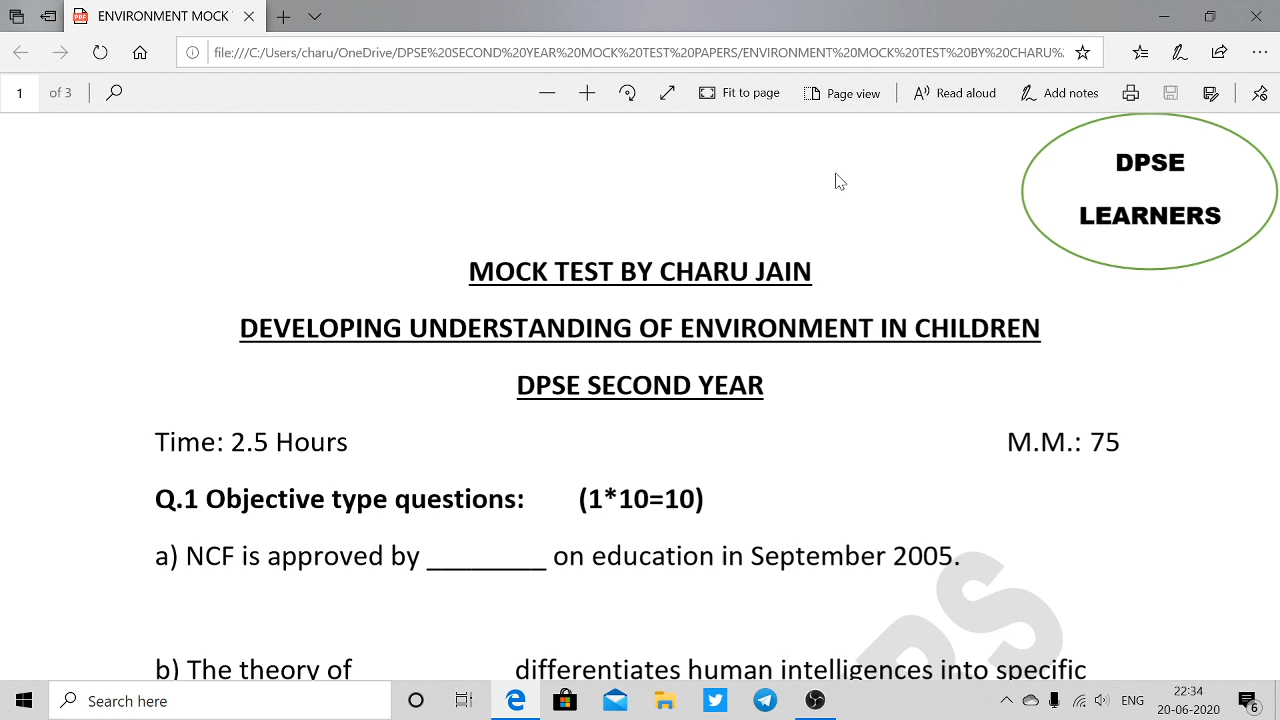 ENVIRONMENT MOCK T
file:///C:/Users/charu/OneDrive/DPSE%20SECOND%20YEAR%20MOCK%20TEST%20PAPERS/ENVIRONMENT%20MOCK%20TEST%20BY%20CHARU%
1 of 3 Fit to page Page view Read aloud Add notes
DPSE
LEARNERS
MOCK TEST BY CHARU JAIN
DEVELOPING UNDERSTANDING OF ENVIRONMENT IN CHILDREN
DPSE SECOND YEAR
Time: 2.5 Hours M.M.: 75
Q.1 Objective type questions: (1*10=10)
a) NCF is approved by ________ on education in September 2005.
PS
b) The theory of differentiates human intelligences into specific
Search here ENG 22:34
20-06-2020 6